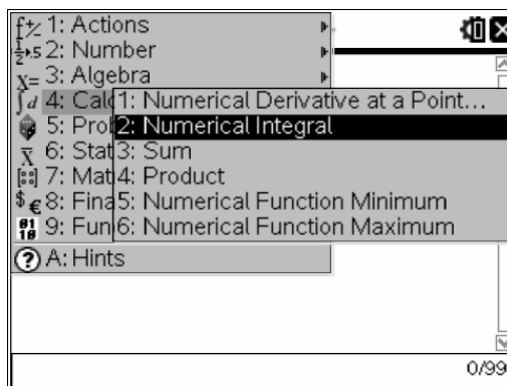 1: Actions
2: Number
3: Algebra
4: Calc
1: Numerical Derivative at a Point...
5: Prob
2: Numerical Integral
6: Stat
3: Sum
7: Mat
4: Product
8: Fina
5: Numerical Function Minimum
9: Fun
6: Numerical Function Maximum
A: Hints
0/99